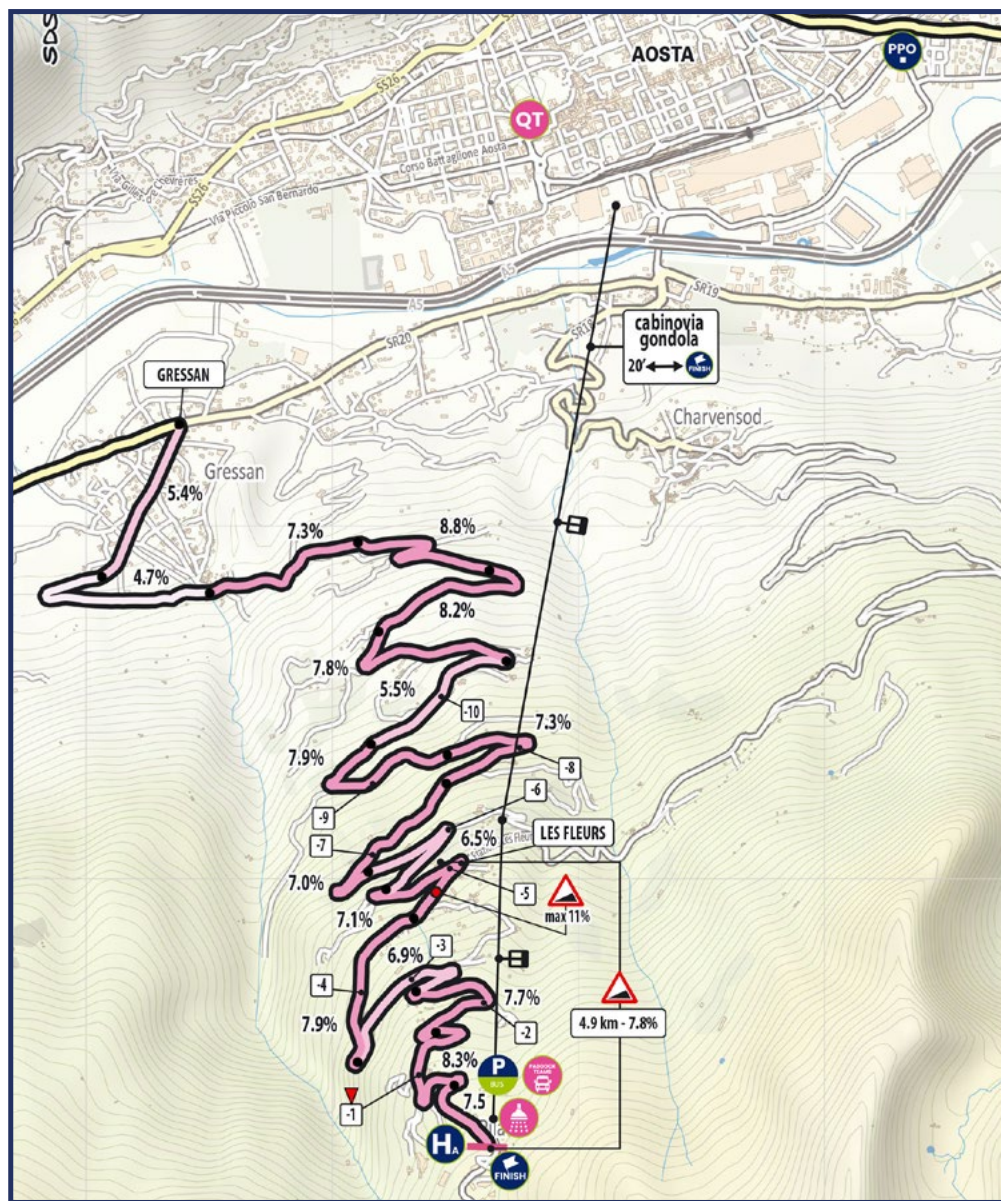 SDS
AOSTA
PPO
SS26
QT
Corso Battaglione Aosta
Via Piccolo San Bernardo
SS26
A5
SR19
SR20
cabinovia
gondola
20' FINISH
GRESSAN
Charvensod
Gressan
5.4%
7.3%
8.8%
4.7%
8.2%
7.8%
5.5%
-10
7.3%
7.9%
-8
-9
-6
6.5%
LES FLEURS
-7
7.0%
-5
7.1%
max 11%
6.9%
-3
-4
7.7%
7.9%
-2
4.9 km - 7.8%
8.3%
P
BUS
PADDOCK
TEAMS
-1
7.5
HA
FINISH